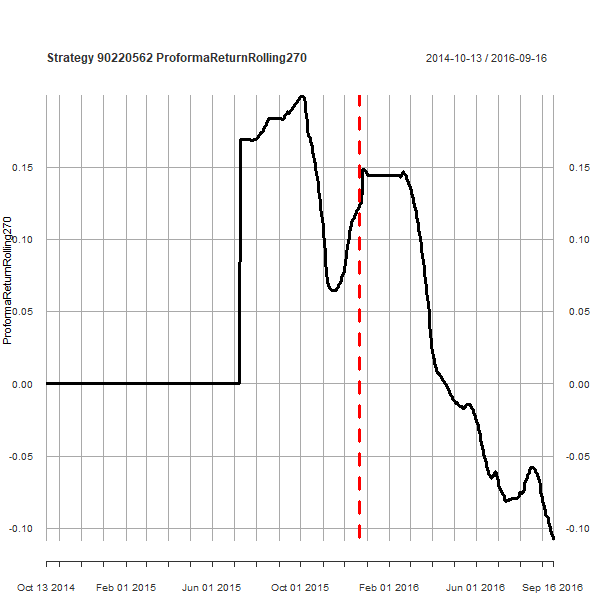 Strategy 90220562 ProformaReturnRolling270
2014-10-13 / 2016-09-16
ProformaReturnRolling270
0.15
0.10
0.05
0.00
-0.05
-0.10
0.15
0.10
0.05
0.00
-0.05
-0.10
Oct 13 2014
Feb 01 2015
Jun 01 2015
Oct 01 2015
Feb 01 2016
Jun 01 2016
Sep 16 2016